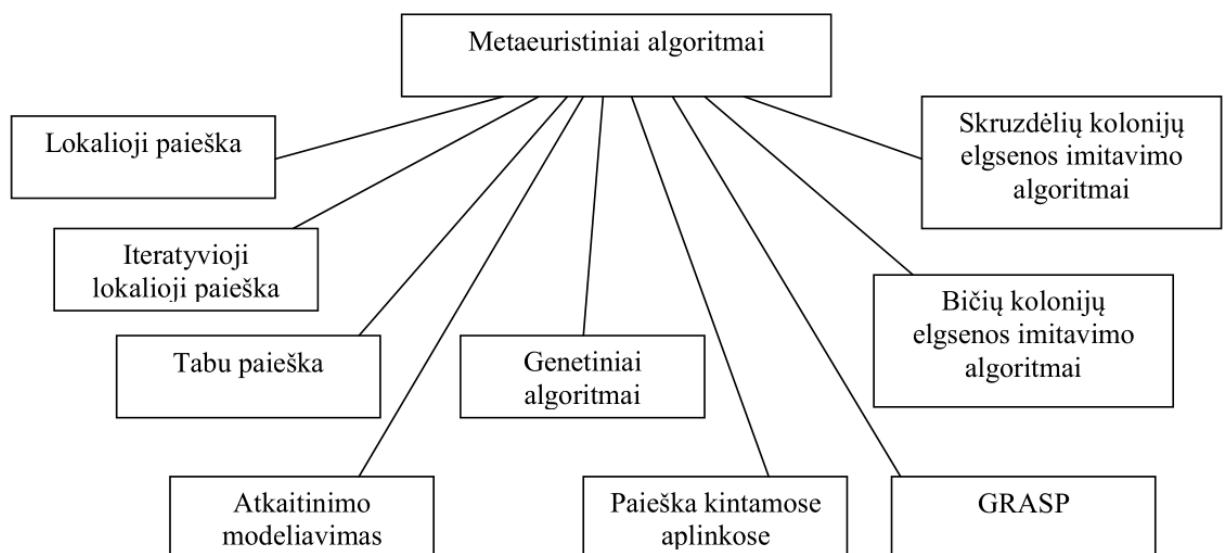 Metaeuristiniai algoritmai
Lokalioji paieška
Skruzdėlių kolonijų
elgsenos imitavimo
algoritmai
Iteratyvioji
lokalioji paieška
Bičių kolonijų
elgsenos imitavimo
algoritmai
Tabu paieška
Genetiniai
algoritmai
Atkaitinimo
modeliavimas
Paieška kintamose
aplinkose
GRASP